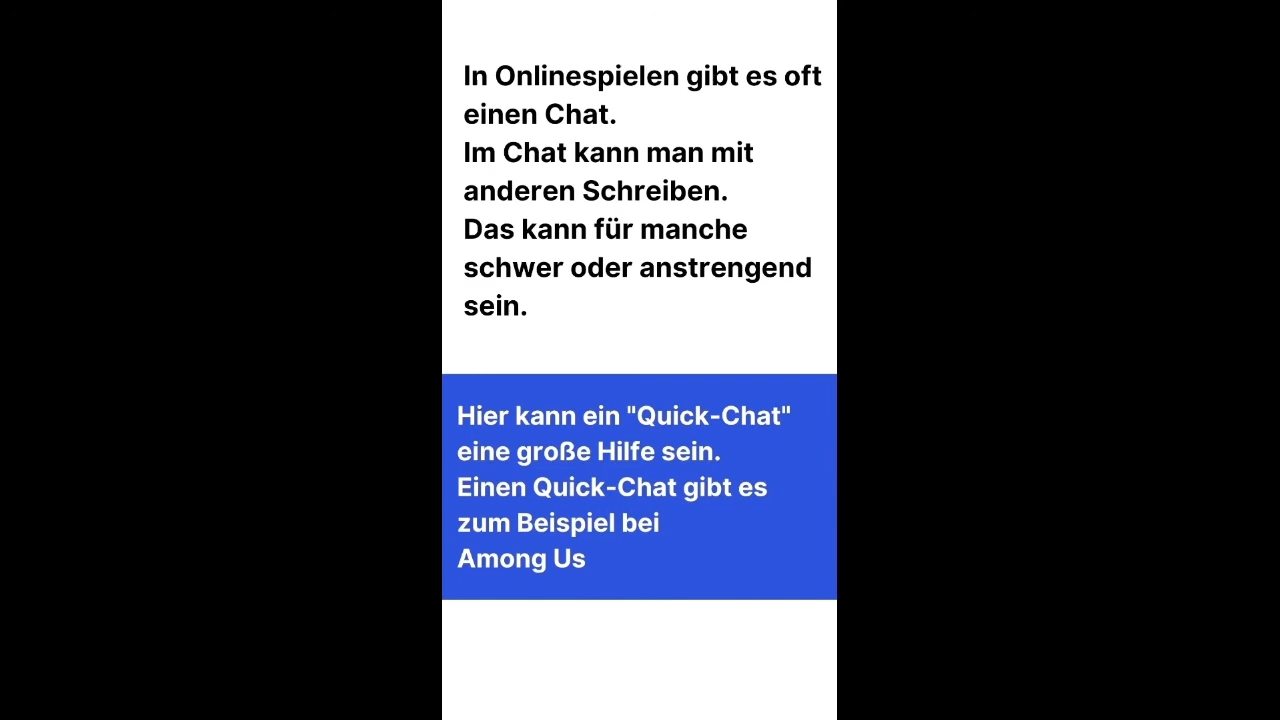 In Onlinespielen gibt es oft
einen Chat.
Im Chat kann man mit
anderen Schreiben.
Das kann für manche
schwer oder anstrengend
sein.
Hier kann ein "Quick-Chat"
eine große Hilfe sein.
Einen Quick-Chat gibt es
zum Beispiel bei
Among Us